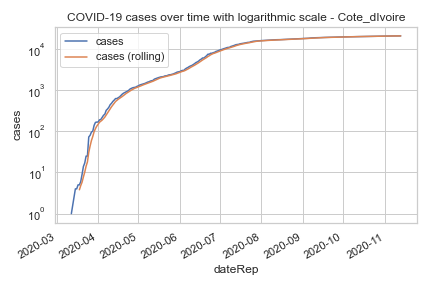 COVID-19 cases over time with logarithmic scale - Cote_dIvoire
cases
cases (rolling)
10⁴
10³
10²
10¹
10⁰
cases
2020-03
2020-04
2020-05
2020-06
2020-07
2020-08
2020-09
2020-10
2020-11
dateRep